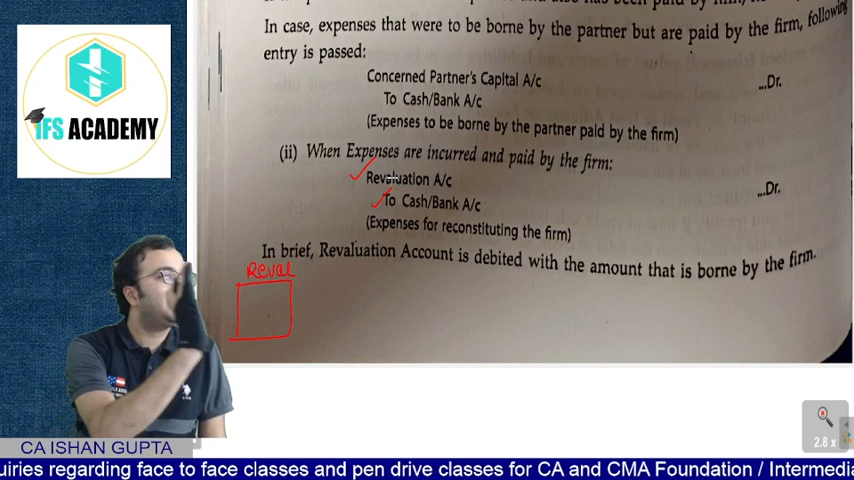 In case, expenses that were to be borne by the partner but are paid by the firm, following
entry is passed:
Concerned Partner's Capital A/c ...Dr.
To Cash/Bank A/c
(Expenses to be borne by the partner paid by the firm)
(ii) When Expenses are incurred and paid by the firm:
Revaluation A/c ...Dr.
To Cash/Bank A/c
(Expenses for reconstituting the firm)
In brief, Revaluation Account is debited with the amount that is borne by the firm.
Reval
IFS ACADEMY
2.8 x
CA ISHAN GUPTA
uiries regarding face to face classes and pen drive classes for CA and CMA Foundation / Intermedia